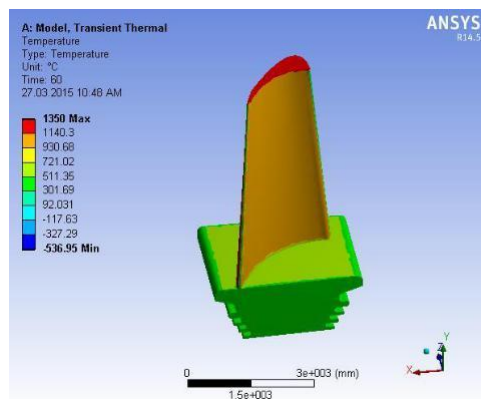 A: Model, Transient Thermal
Temperature
Type: Temperature
Unit: °C
Time: 60
27.03.2015 10:48 AM
ANSYS
R14.5
1350 Max
1140.3
930.68
721.02
511.35
301.69
92.031
-117.63
-327.29
-536.95 Min
0 3e+003 (mm)
1.5e+003
Y
Z
X